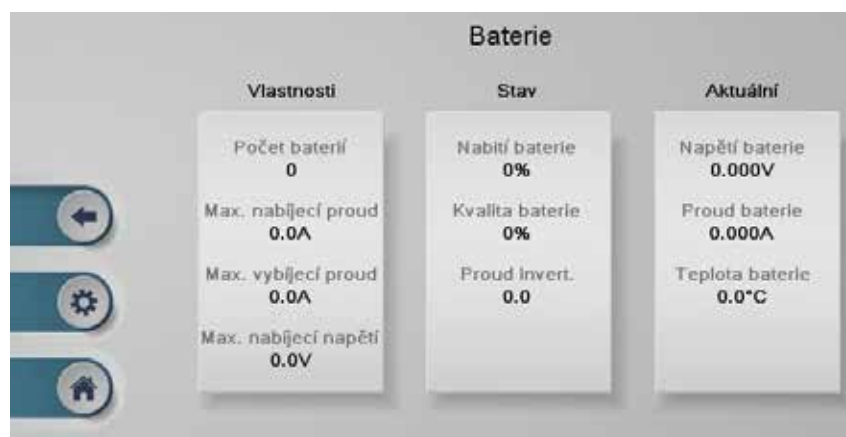 Baterie
Vlastnosti
Počet baterií
0
Max. nabíjecí proud
0.0A
Max. vybíjecí proud
0.0A
Max. nabíjecí napětí
0.0V
Stav
Nabití baterie
0%
Kvalita baterie
0%
Proud invert.
0.0
Aktuální
Napětí baterie
0.000V
Proud baterie
0.000A
Teplota baterie
0.0°C